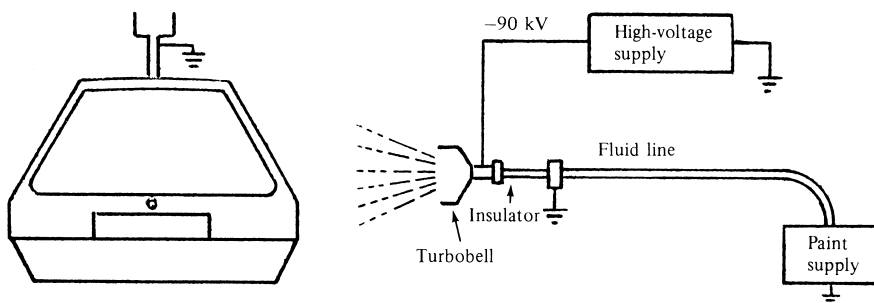 −90 kV
High-voltage
supply
Fluid line
Insulator
Turbobell
Paint
supply